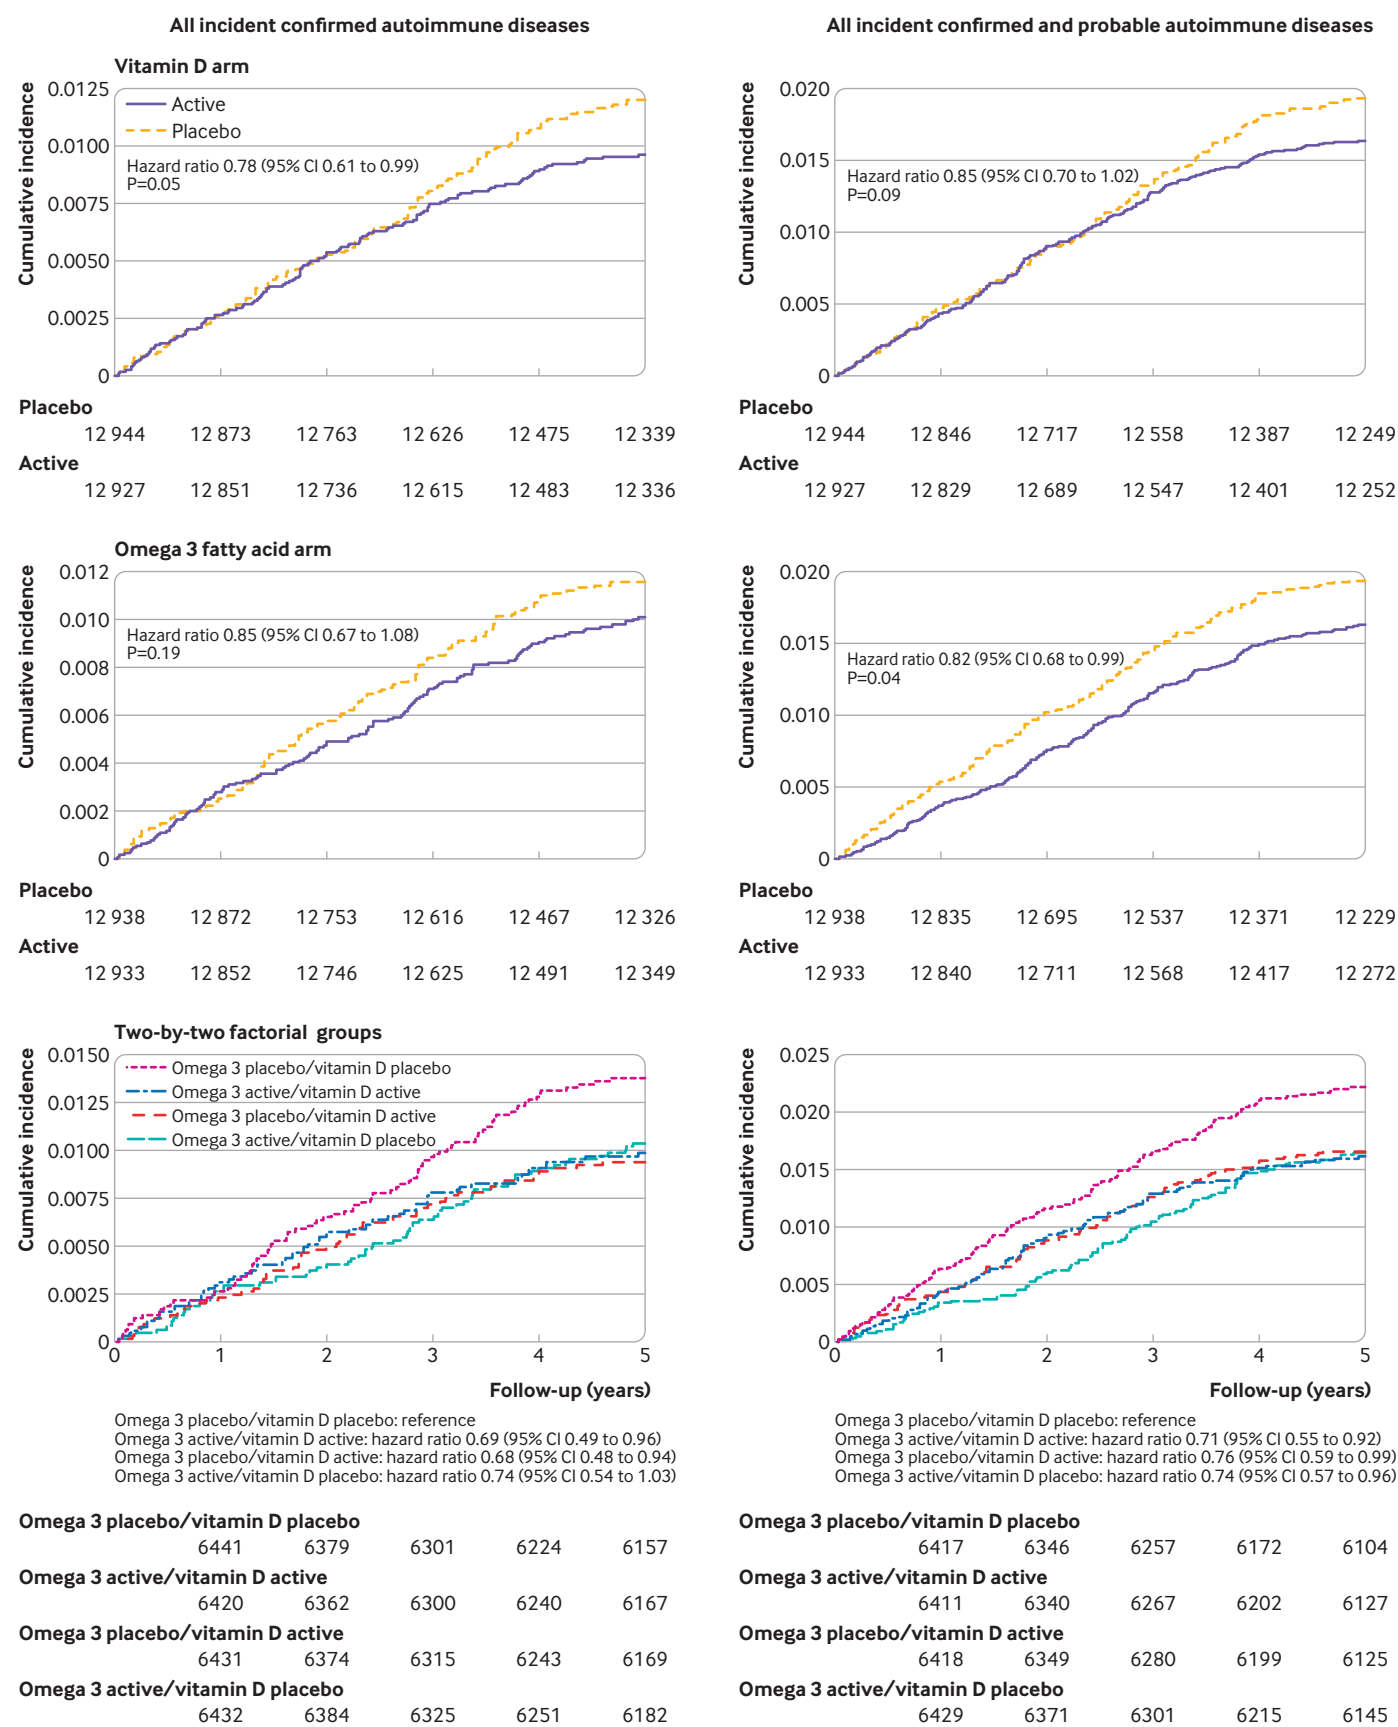 All incident confirmed autoimmune diseases
All incident confirmed and probable autoimmune diseases
Vitamin D arm
Cumulative incidence
0.0125
0.0100
0.0075
0.0050
0.0025
0
Active
Placebo
Hazard ratio 0.78 (95% CI 0.61 to 0.99)
P=0.05
Placebo
12 944 12 873 12 763 12 626 12 475 12 339
Active
12 927 12 851 12 736 12 615 12 483 12 336
Cumulative incidence
0.020
0.015
0.010
0.005
0
Hazard ratio 0.85 (95% CI 0.70 to 1.02)
P=0.09
Placebo
12 944 12 846 12 717 12 558 12 387 12 249
Active
12 927 12 829 12 689 12 547 12 401 12 252
Omega 3 fatty acid arm
Cumulative incidence
0.012
0.010
0.008
0.006
0.004
0.002
0
Hazard ratio 0.85 (95% CI 0.67 to 1.08)
P=0.19
Placebo
12 938 12 872 12 753 12 616 12 467 12 326
Active
12 933 12 852 12 746 12 625 12 491 12 349
Cumulative incidence
0.020
0.015
0.010
0.005
0
Hazard ratio 0.82 (95% CI 0.68 to 0.99)
P=0.04
Placebo
12 938 12 835 12 695 12 537 12 371 12 229
Active
12 933 12 840 12 711 12 568 12 417 12 272
Two-by-two factorial groups
Cumulative incidence
0.0150
0.0125
0.0100
0.0075
0.0050
0.0025
0
Omega 3 placebo/vitamin D placebo
Omega 3 active/vitamin D active
Omega 3 placebo/vitamin D active
Omega 3 active/vitamin D placebo
0 1 2 3 4 5
Follow-up (years)
Omega 3 placebo/vitamin D placebo: reference
Omega 3 active/vitamin D active: hazard ratio 0.69 (95% CI 0.49 to 0.96)
Omega 3 placebo/vitamin D active: hazard ratio 0.68 (95% CI 0.48 to 0.94)
Omega 3 active/vitamin D placebo: hazard ratio 0.74 (95% CI 0.54 to 1.03)
Omega 3 placebo/vitamin D placebo
6441 6379 6301 6224 6157
Omega 3 active/vitamin D active
6420 6362 6300 6240 6167
Omega 3 placebo/vitamin D active
6431 6374 6315 6243 6169
Omega 3 active/vitamin D placebo
6432 6384 6325 6251 6182
Cumulative incidence
0.025
0.020
0.015
0.010
0.005
0
0 1 2 3 4 5
Follow-up (years)
Omega 3 placebo/vitamin D placebo: reference
Omega 3 active/vitamin D active: hazard ratio 0.71 (95% CI 0.55 to 0.92)
Omega 3 placebo/vitamin D active: hazard ratio 0.76 (95% CI 0.59 to 0.99)
Omega 3 active/vitamin D placebo: hazard ratio 0.74 (95% CI 0.57 to 0.96)
Omega 3 placebo/vitamin D placebo
6417 6346 6257 6172 6104
Omega 3 active/vitamin D active
6411 6340 6267 6202 6127
Omega 3 placebo/vitamin D active
6418 6349 6280 6199 6125
Omega 3 active/vitamin D placebo
6429 6371 6301 6215 6145